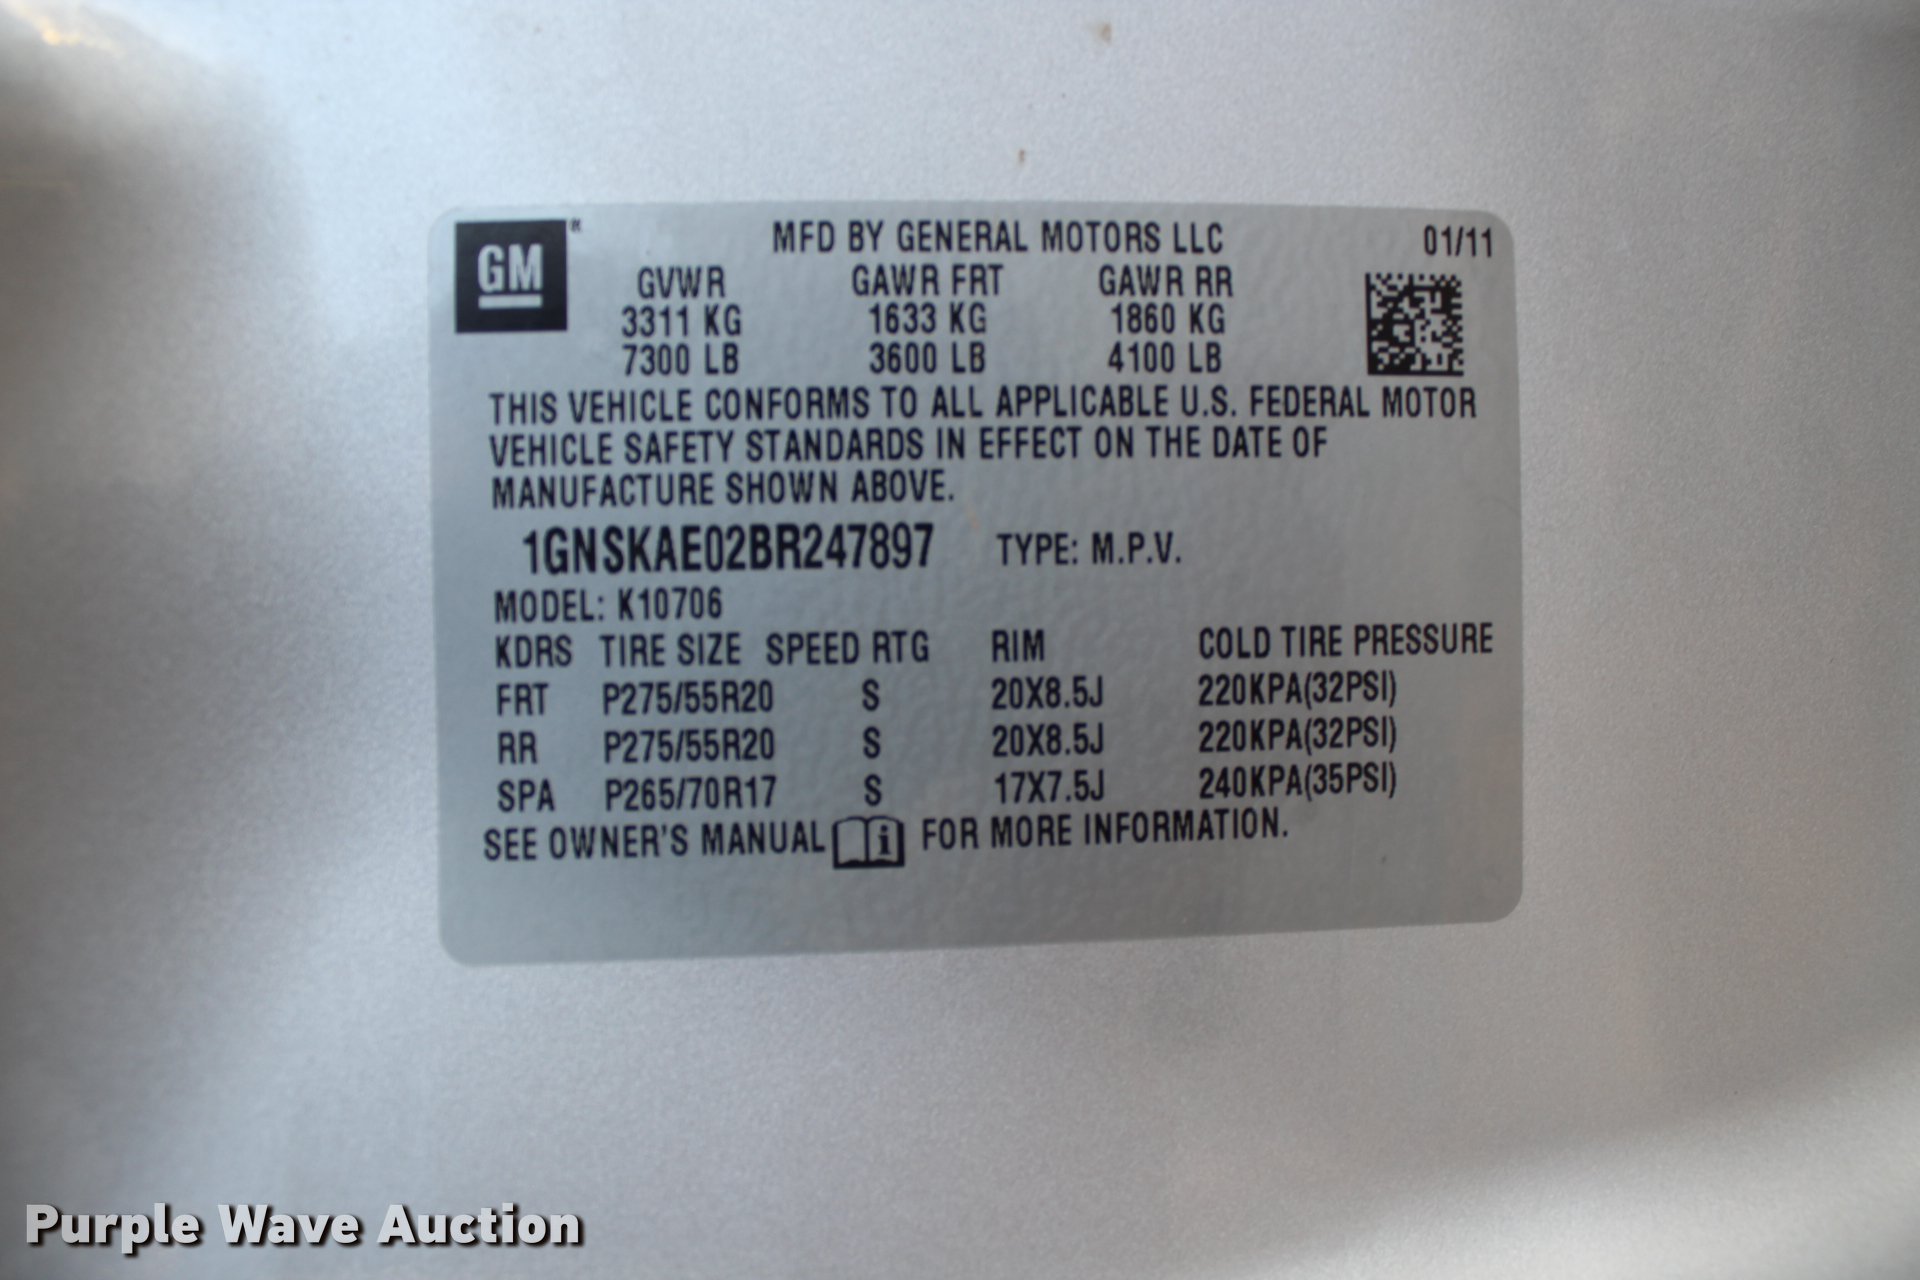 GM® MFD BY GENERAL MOTORS LLC 01/11
GVWR GAWR FRT GAWR RR
3311 KG 1633 KG 1860 KG
7300 LB 3600 LB 4100 LB
THIS VEHICLE CONFORMS TO ALL APPLICABLE U.S. FEDERAL MOTOR
VEHICLE SAFETY STANDARDS IN EFFECT ON THE DATE OF
MANUFACTURE SHOWN ABOVE.
1GNSKAE02BR247897 TYPE: M.P.V.
MODEL: K10706
KDRS TIRE SIZE SPEED RTG RIM COLD TIRE PRESSURE
FRT P275/55R20 S 20X8.5J 220KPA(32PSI)
RR P275/55R20 S 20X8.5J 220KPA(32PSI)
SPA P265/70R17 S 17X7.5J 240KPA(35PSI)
SEE OWNER'S MANUAL i FOR MORE INFORMATION.
Purple Wave Auction